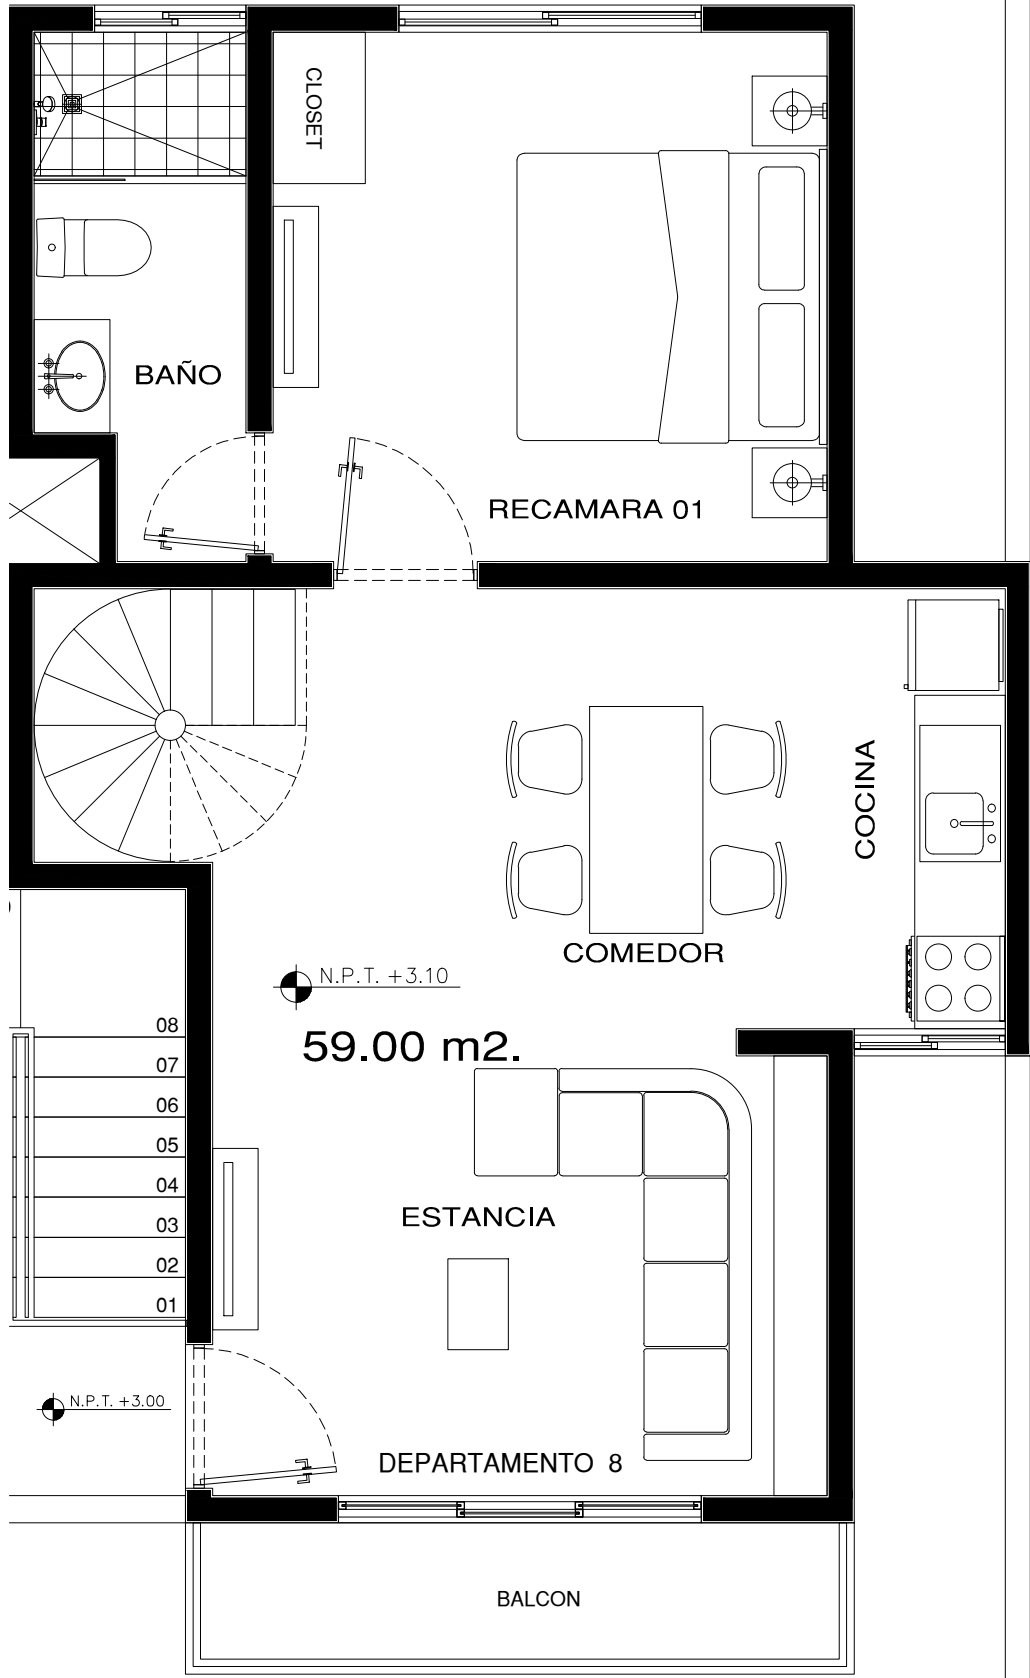 CLOSET
BAÑO
RECAMARA 01
COCINA
COMEDOR
N.P.T. +3.10
59.00 m2.
08
07
06
05
04
03
02
01
ESTANCIA
N.P.T. +3.00
DEPARTAMENTO 8
BALCON